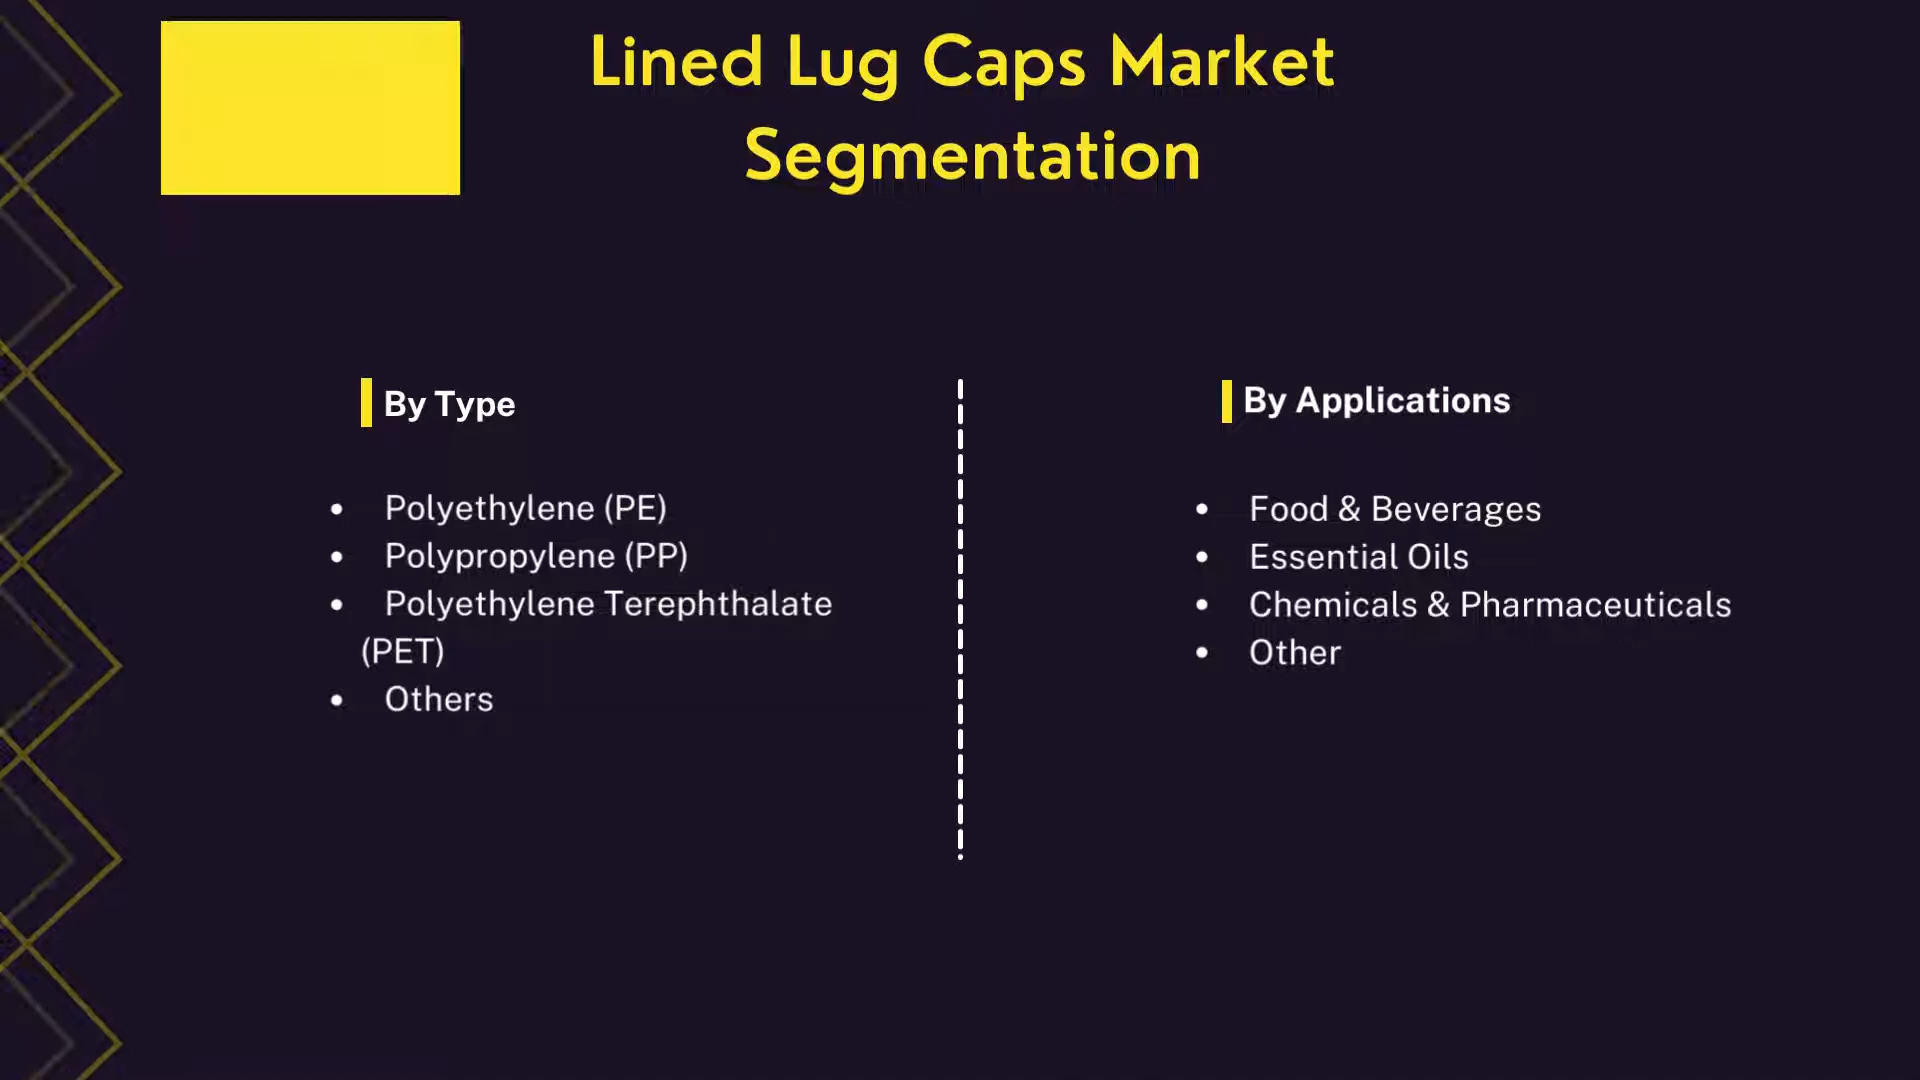 Lined Lug Caps Market
Segmentation
By Type
• Polyethylene (PE)
• Polypropylene (PP)
• Polyethylene Terephthalate
(PET)
• Others
By Applications
• Food & Beverages
• Essential Oils
• Chemicals & Pharmaceuticals
• Other